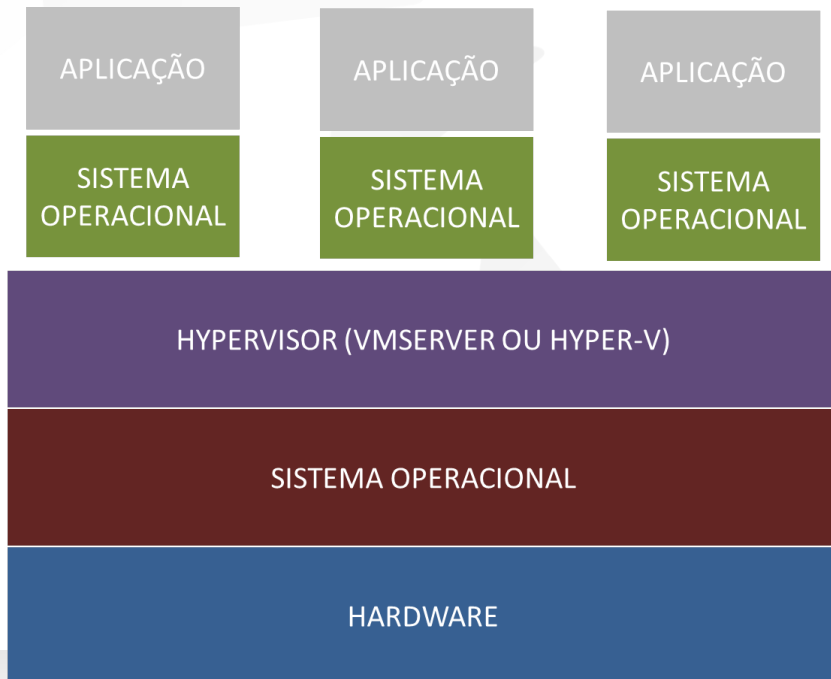 APLICAÇÃO
APLICAÇÃO
APLICAÇÃO
SISTEMA
OPERACIONAL
SISTEMA
OPERACIONAL
SISTEMA
OPERACIONAL
HYPERVISOR (VMSERVER OU HYPER-V)
SISTEMA OPERACIONAL
HARDWARE